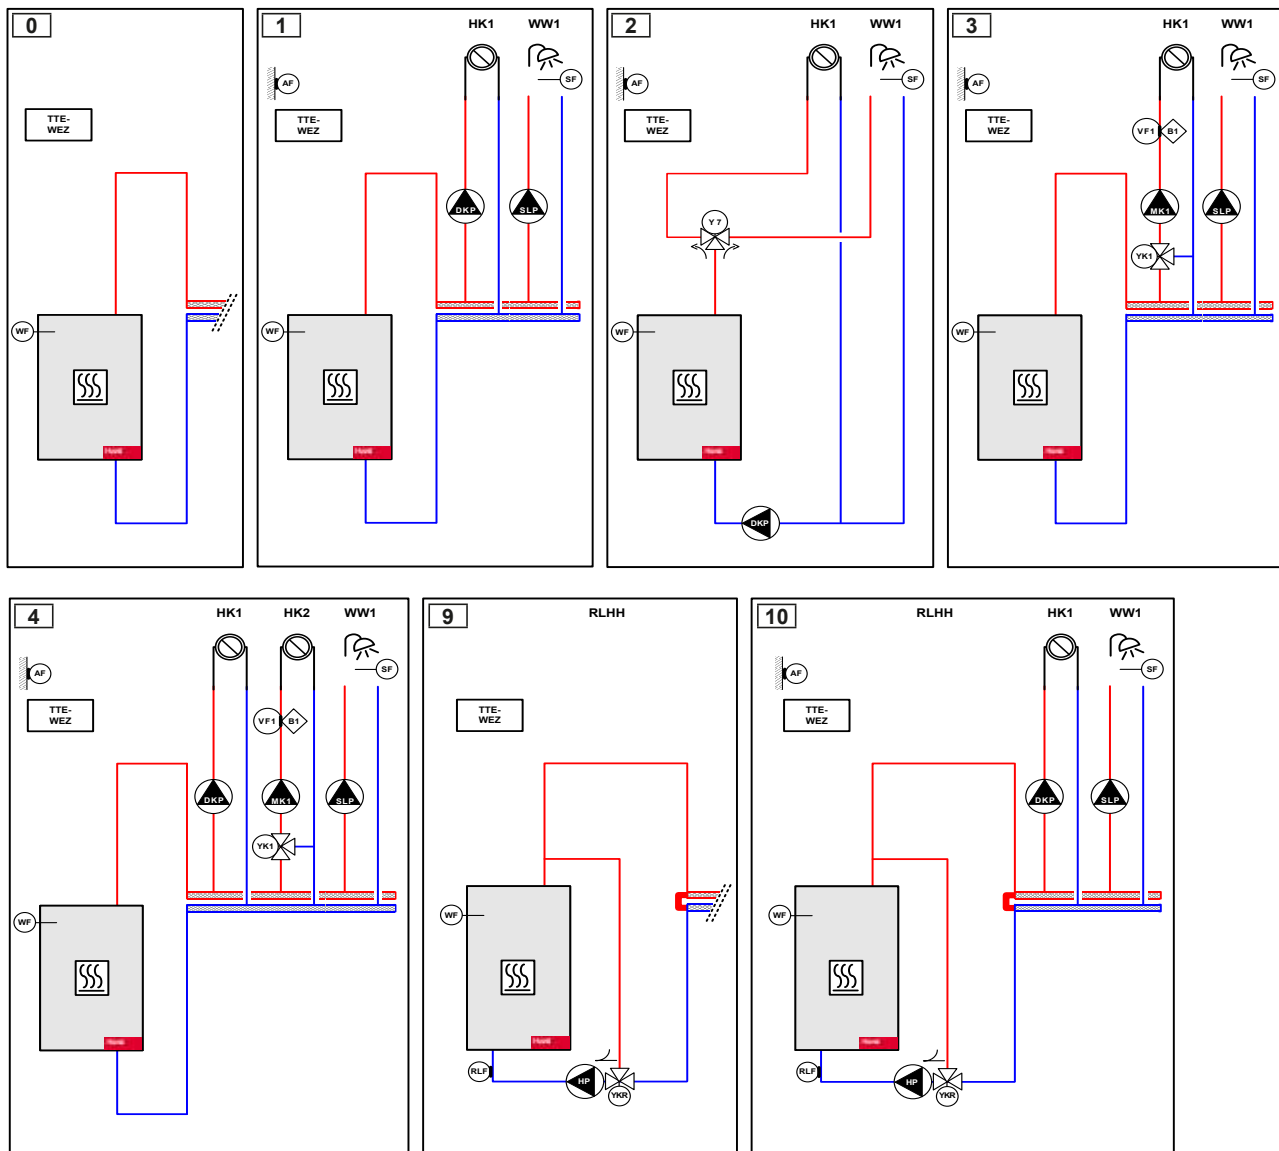 0
TTE-
WEZ
WF
1
HK1 WW1
AF
SF
TTE-
WEZ
DKP
SLP
WF
2
HK1 WW1
AF
SF
TTE-
WEZ
Y7
WF
DKP
3
HK1 WW1
AF
SF
TTE-
WEZ
VF1 B1
MK1
SLP
YK1
WF
4
HK1 HK2 WW1
AF
SF
TTE-
WEZ
VF1 B1
DKP
MK1
SLP
YK1
WF
9
RLHH
TTE-
WEZ
WF
RLF
HP
YKR
10
RLHH HK1 WW1
AF
SF
TTE-
WEZ
DKP
SLP
WF
RLF
HP
YKR